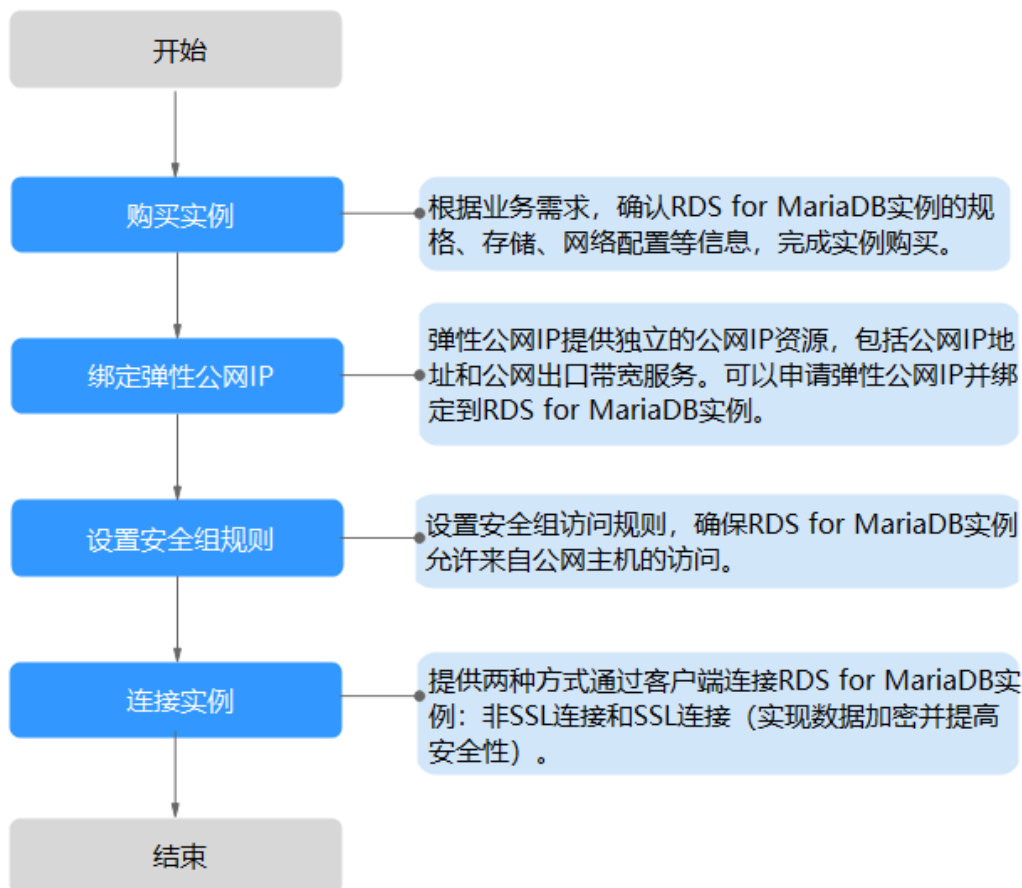 开始
购买实例
根据业务需求，确认RDS for MariaDB实例的规
格、存储、网络配置等信息，完成实例购买。
绑定弹性公网IP
弹性公网IP提供独立的公网IP资源，包括公网IP地
址和公网出口带宽服务。可以申请弹性公网IP并绑
定到RDS for MariaDB实例。
设置安全组规则
设置安全组访问规则，确保RDS for MariaDB实例
允许来自公网主机的访问。
连接实例
提供两种方式通过客户端连接RDS for MariaDB实
例：非SSL连接和SSL连接（实现数据加密并提高
安全性）。
结束